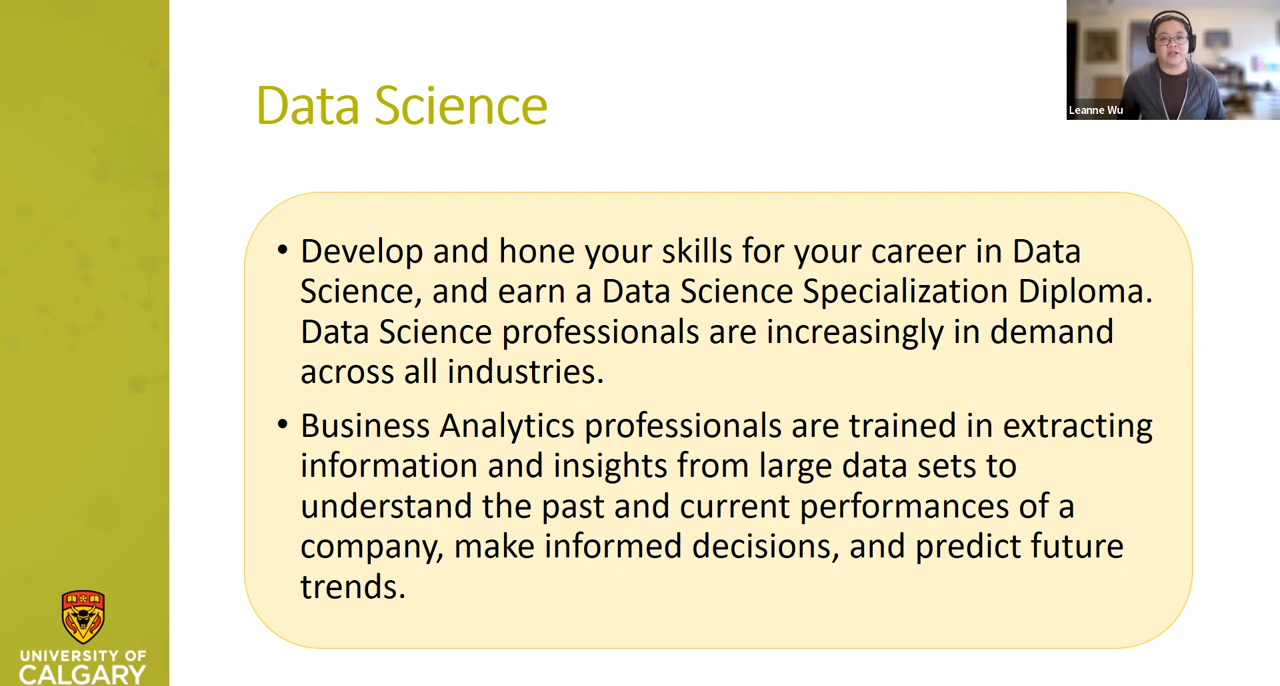 Data Science
Leanne Wu
• Develop and hone your skills for your career in Data
Science, and earn a Data Science Specialization Diploma.
Data Science professionals are increasingly in demand
across all industries.
• Business Analytics professionals are trained in extracting
information and insights from large data sets to
understand the past and current performances of a
company, make informed decisions, and predict future
trends.
UNIVERSITY OF
CALGARY